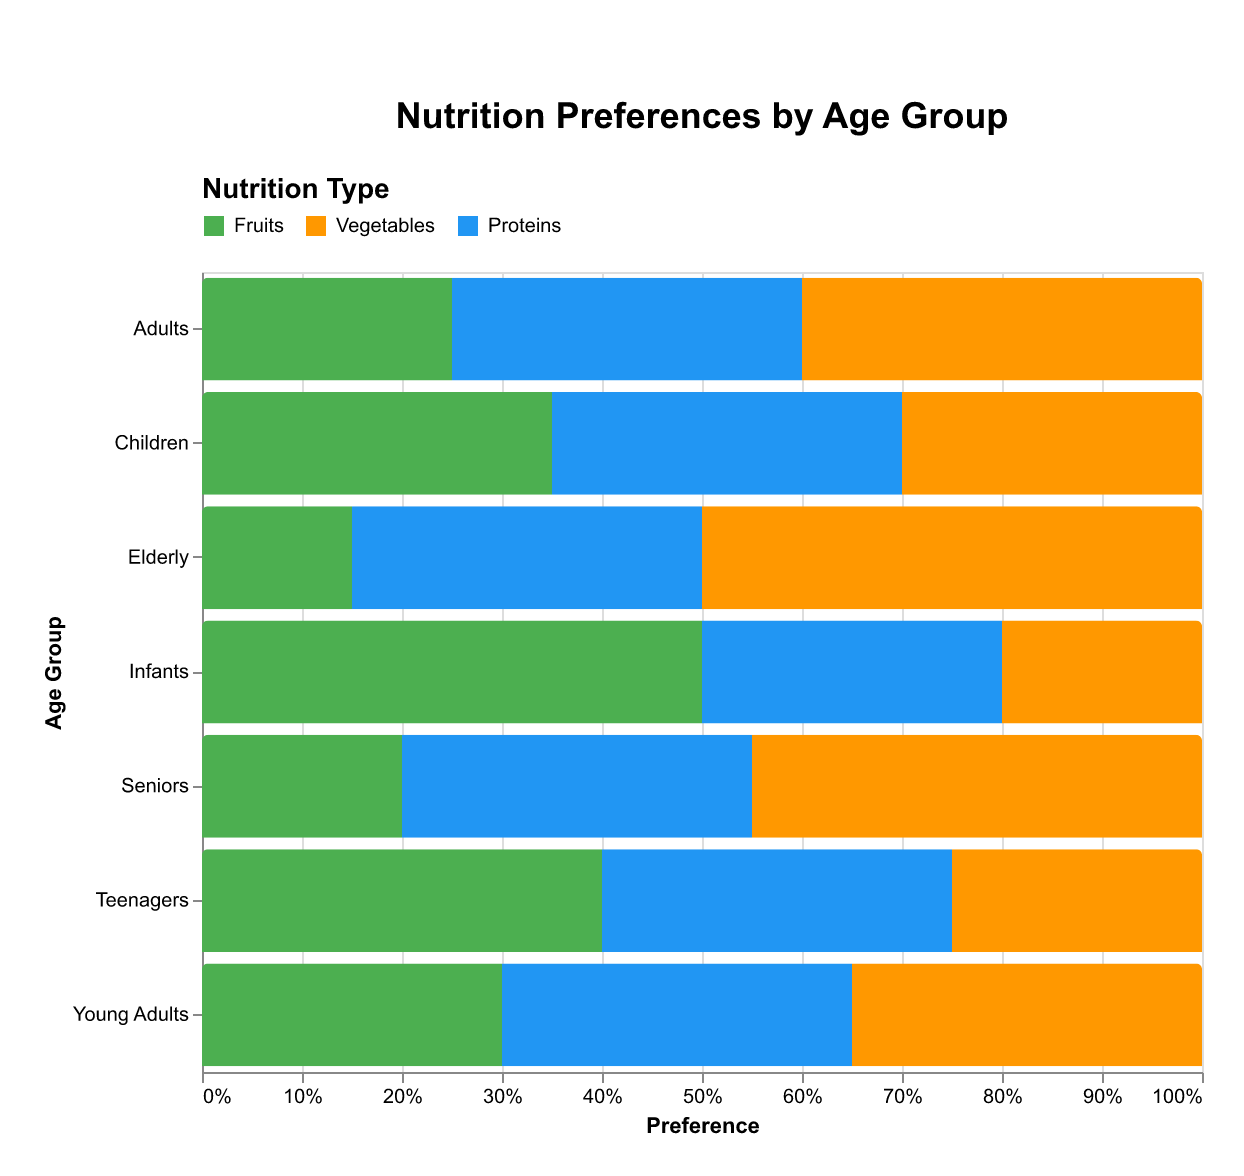 Nutrition Preferences by Age Group
Nutrition Type
Fruits Vegetables Proteins
Adults
Children
Elderly
Infants
Seniors
Teenagers
Young Adults
Age Group
0% 10% 20% 30% 40% 50% 60% 70% 80% 90% 100%
Preference